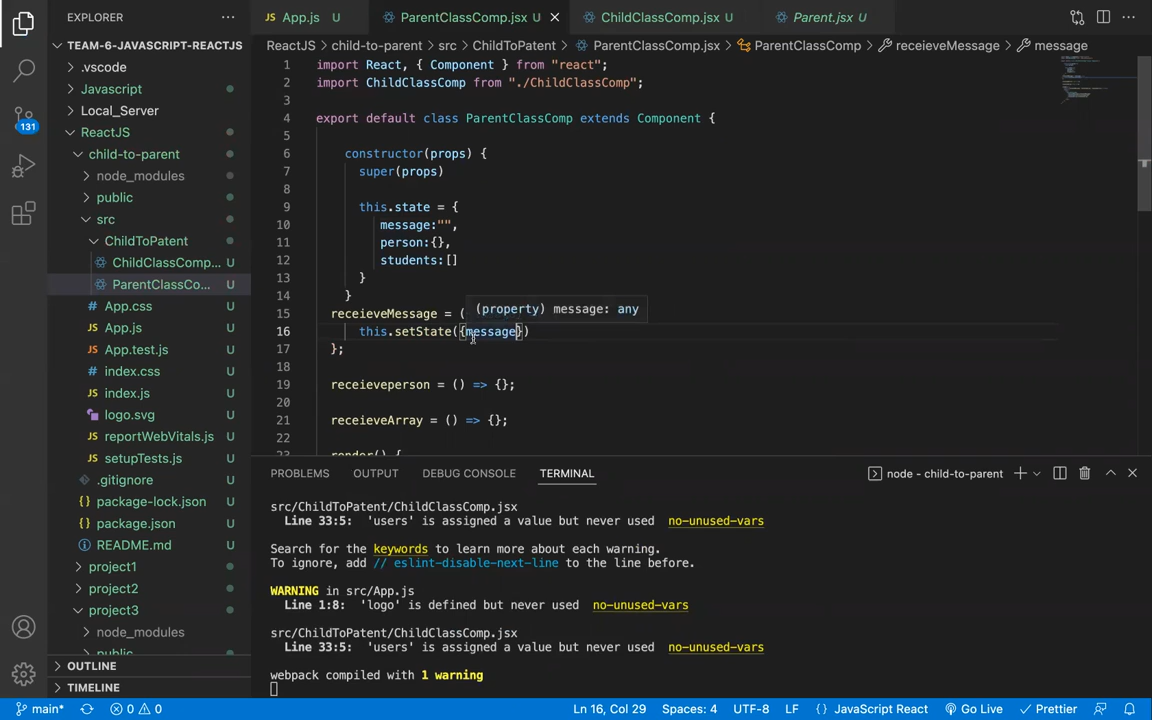 EXPLORER
TEAM-6-JAVASCRIPT-REACTJS
.vscode
Javascript
Local_Server
ReactJS
child-to-parent
node_modules
public
src
ChildToPatent
ChildClassComp... U
ParentClassCo... U
App.css U
App.js U
App.test.js U
index.css U
index.js U
logo.svg U
reportWebVitals.js U
setupTests.js U
.gitignore U
package-lock.json U
package.json U
README.md U
project1
project2
project3
node_modules
public
OUTLINE
TIMELINE
131
App.js U
ParentClassComp.jsx U
ChildClassComp.jsx U
Parent.jsx U
ReactJS > child-to-parent > src > ChildToPatent > ParentClassComp.jsx > ParentClassComp > receieveMessage > message
1 import React, { Component } from "react";
2 import ChildClassComp from "./ChildClassComp";
3
4 export default class ParentClassComp extends Component {
5
6 constructor(props) {
7 super(props)
8
9 this.state = {
10 message:"",
11 person:{},
12 students:[]
13 }
14 }
15 receieveMessage = (
(property) message: any
16 this.setState({message})
17 };
18
19 receieveperson = () => {};
20
21 receieveArray = () => {};
22
23 render() {
PROBLEMS OUTPUT DEBUG CONSOLE TERMINAL
node - child-to-parent
src/ChildToPatent/ChildClassComp.jsx
Line 33:5: 'users' is assigned a value but never used no-unused-vars
Search for the keywords to learn more about each warning.
To ignore, add // eslint-disable-next-line to the line before.
WARNING in src/App.js
Line 1:8: 'logo' is defined but never used no-unused-vars
src/ChildToPatent/ChildClassComp.jsx
Line 33:5: 'users' is assigned a value but never used no-unused-vars
webpack compiled with 1 warning
main* 0 0 Ln 16, Col 29 Spaces: 4 UTF-8 LF {} JavaScript React Go Live Prettier